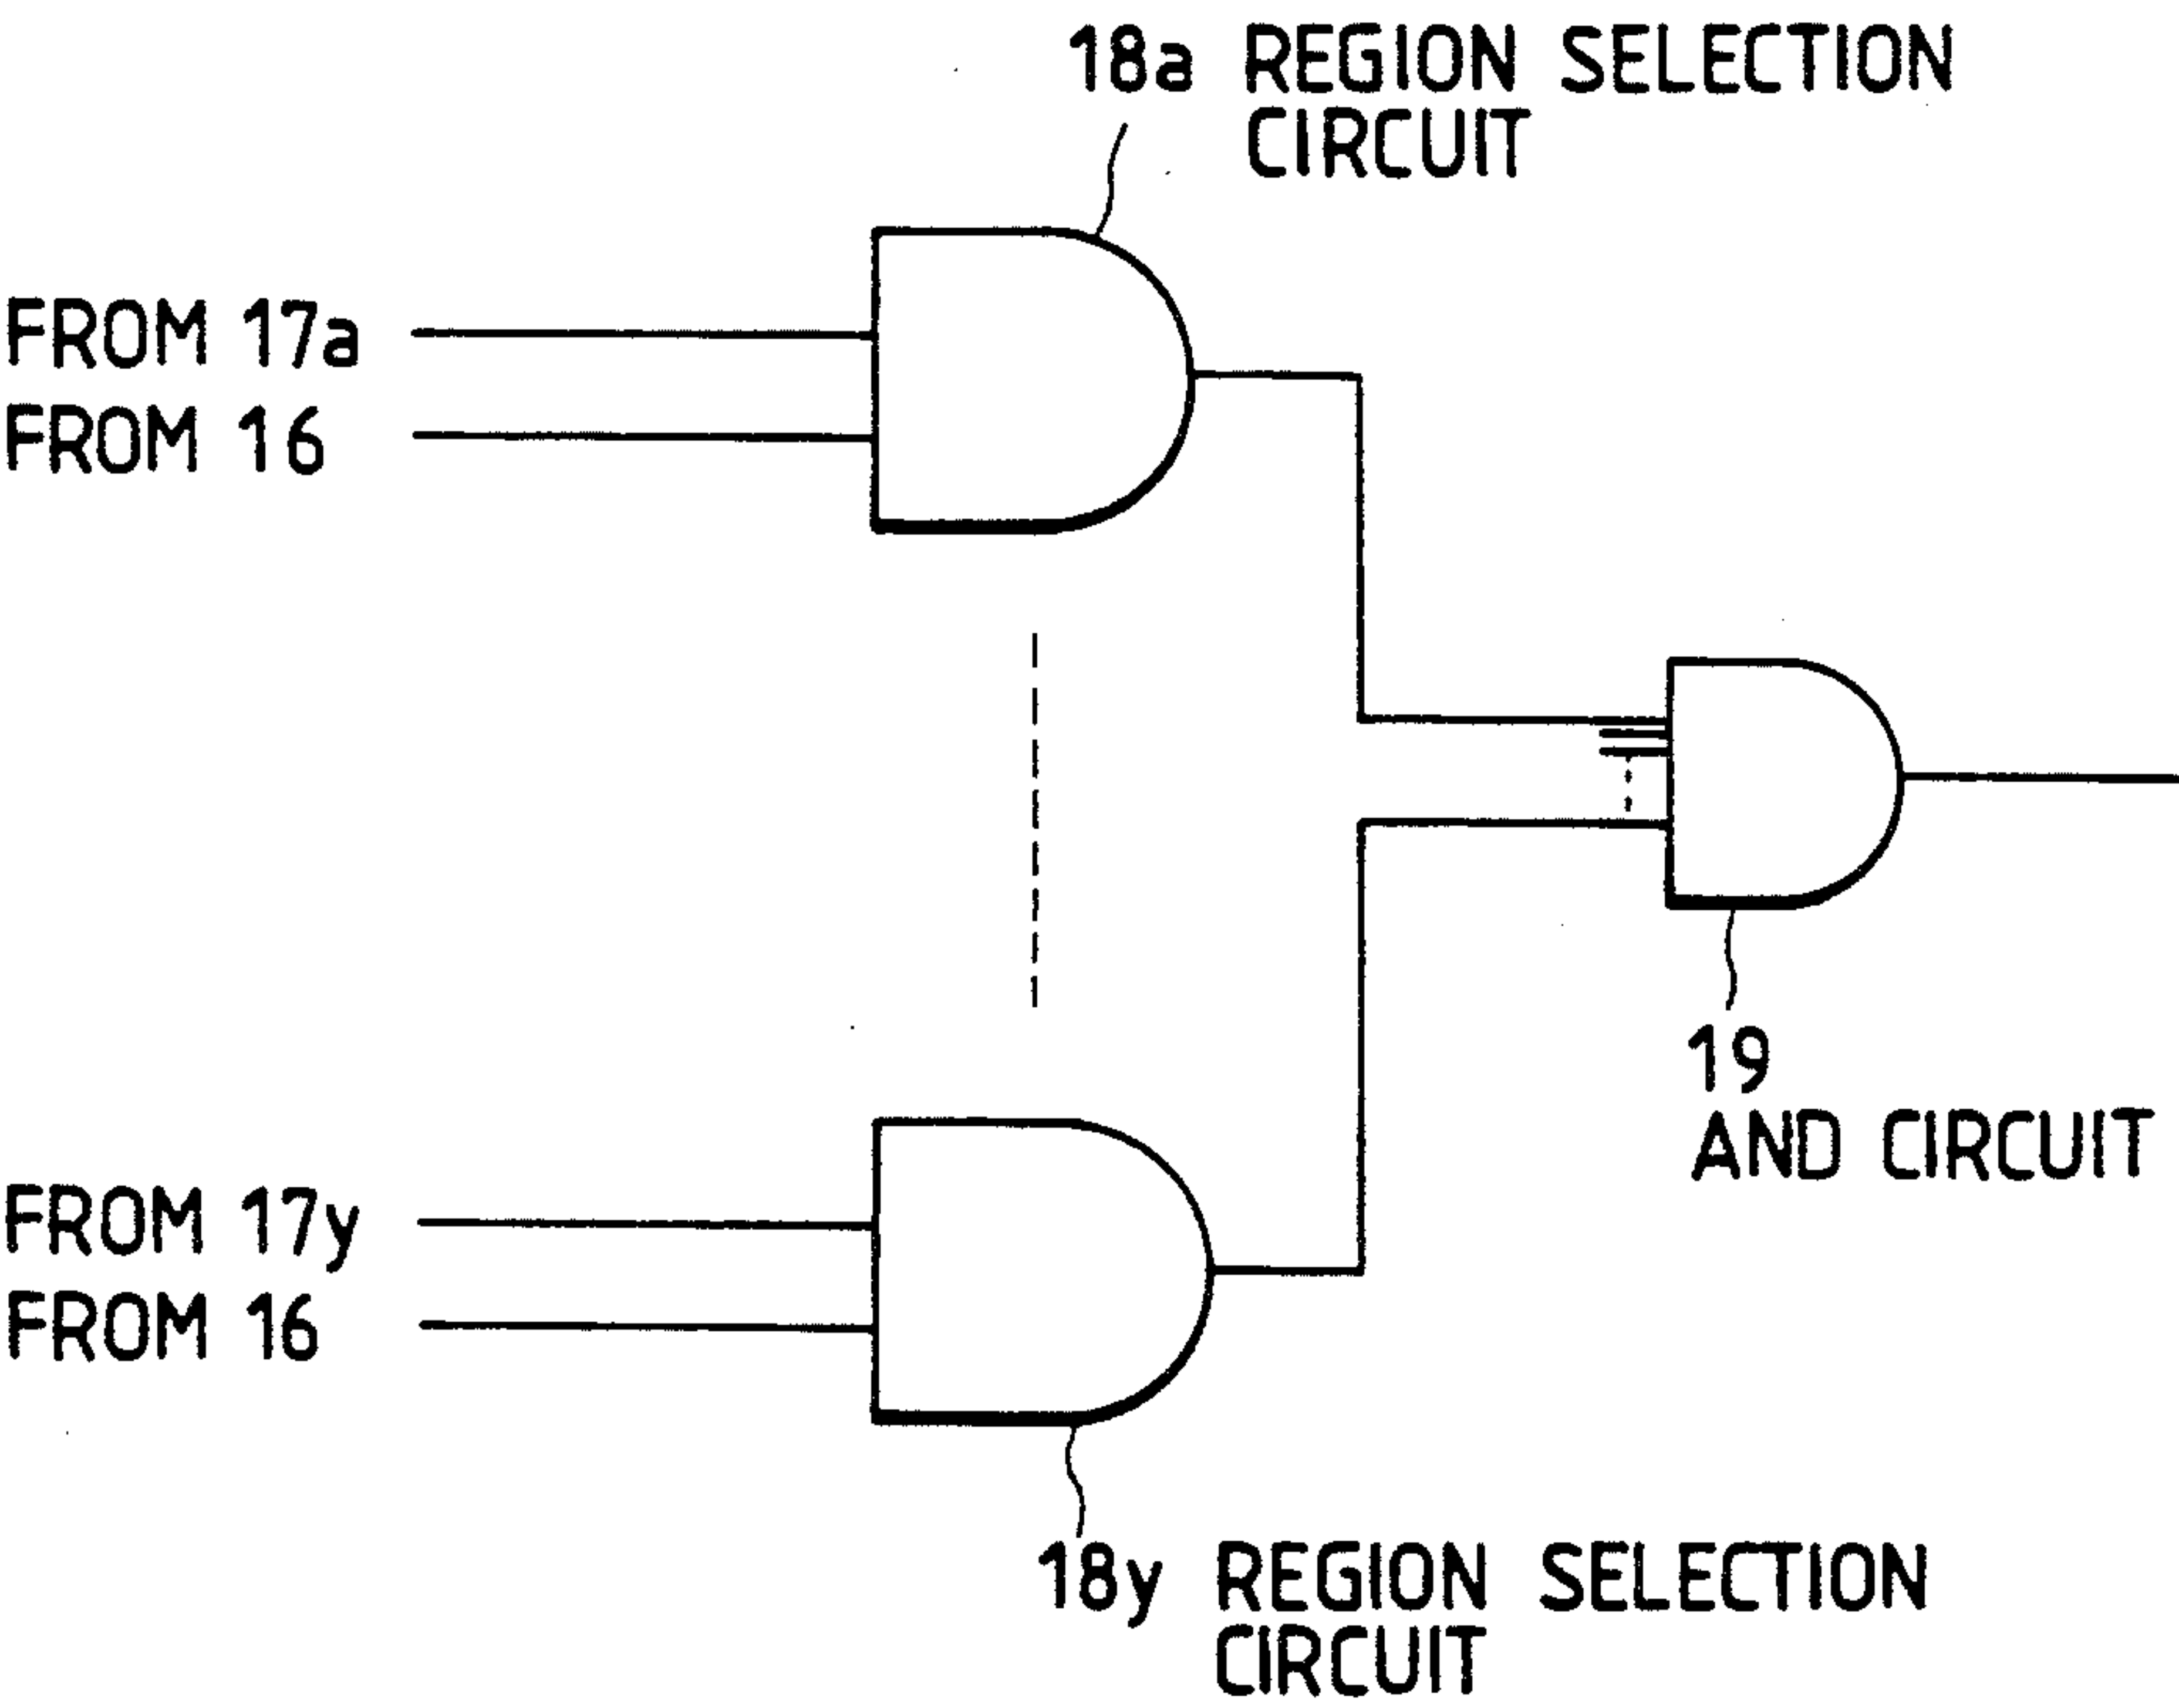 18a REGION SELECTION
CIRCUIT
FROM 17a
FROM 16
19
AND CIRCUIT
FROM 17y
FROM 16
18y REGION SELECTION
CIRCUIT